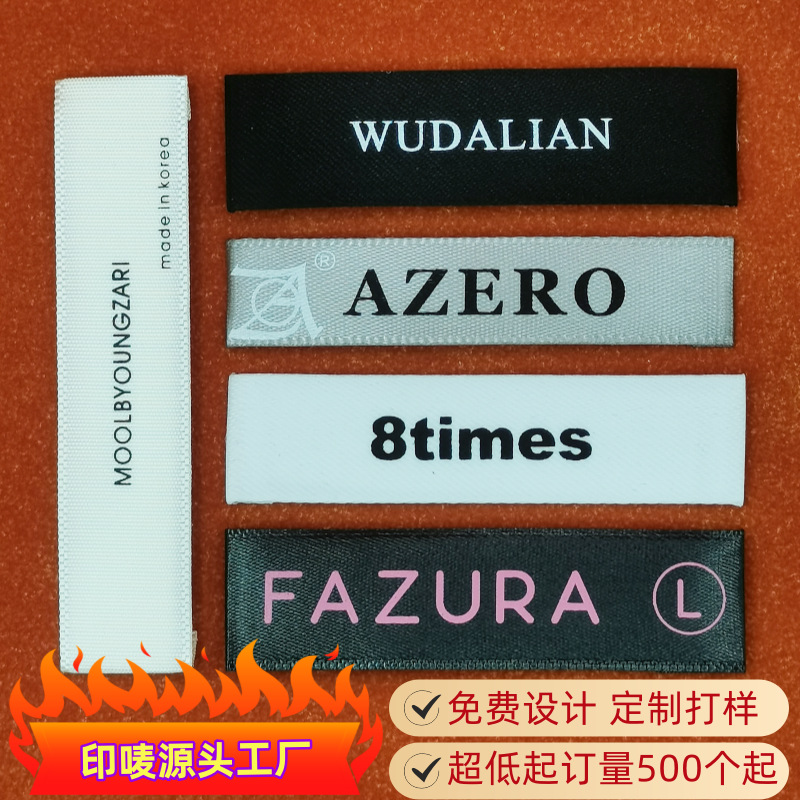 MOOLBYOUNGZARI
made in korea
WUDALIAN
®
AZERO
8times
FAZURA L
印唛源头工厂
免费设计 定制打样
超低起订量500个起